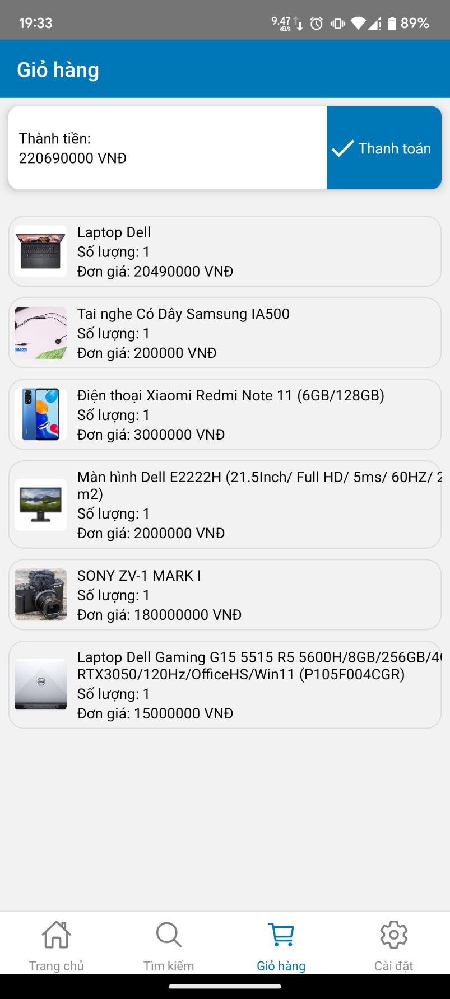 19:33
9.47
kB/s
89%
Giỏ hàng
Thành tiền:
220690000 VNĐ
Thanh toán
Laptop Dell
Số lượng: 1
Đơn giá: 20490000 VNĐ
Tai nghe Có Dây Samsung IA500
Số lượng: 1
Đơn giá: 200000 VNĐ
Điện thoại Xiaomi Redmi Note 11 (6GB/128GB)
Số lượng: 1
Đơn giá: 3000000 VNĐ
Màn hình Dell E2222H (21.5Inch/ Full HD/ 5ms/ 60HZ/ 2
m2)
Số lượng: 1
Đơn giá: 2000000 VNĐ
SONY ZV-1 MARK I
Số lượng: 1
Đơn giá: 180000000 VNĐ
Laptop Dell Gaming G15 5515 R5 5600H/8GB/256GB/4
RTX3050/120Hz/OfficeHS/Win11 (P105F004CGR)
Số lượng: 1
Đơn giá: 15000000 VNĐ
Trang chủ
Tìm kiếm
Giỏ hàng
Cài đặt